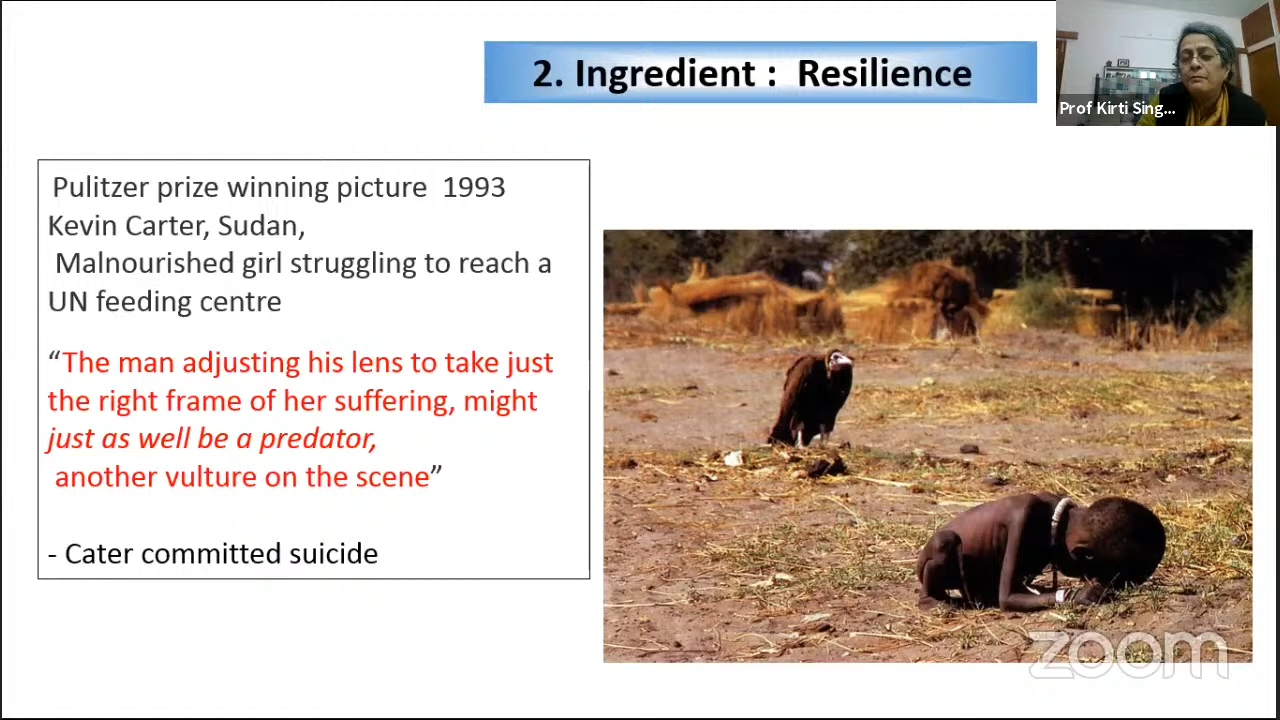 2. Ingredient :  Resilience
Prof Kirti Sing...
Pulitzer prize winning picture  1993
Kevin Carter, Sudan,
Malnourished girl struggling to reach a
UN feeding centre
“The man adjusting his lens to take just
the right frame of her suffering, might
just as well be a predator,
another vulture on the scene”
- Cater committed suicide
zoom